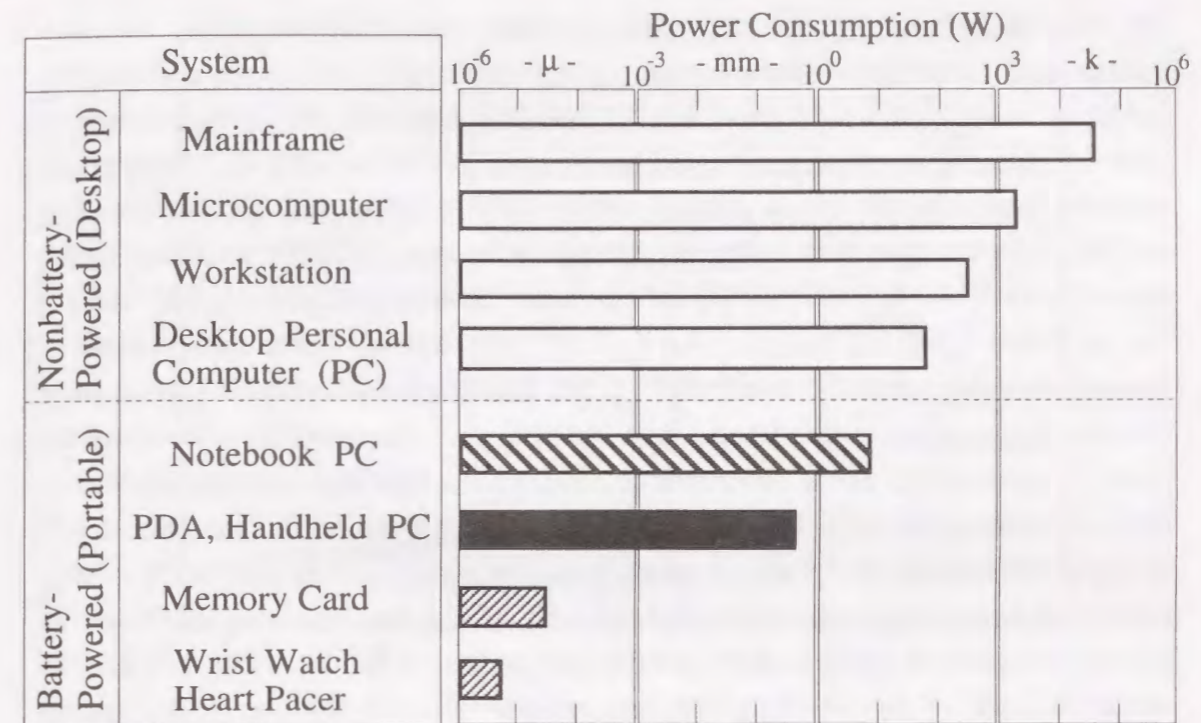 Power Consumption (W)
System
10^-6 -μ- 10^-3 -mm- 10^0 10^3 -k- 10^6
Nonbattery-
Powered (Desktop)
Mainframe
Microcomputer
Workstation
Desktop Personal
Computer (PC)
Battery-
Powered (Portable)
Notebook PC
PDA, Handheld PC
Memory Card
Wrist Watch
Heart Pacer